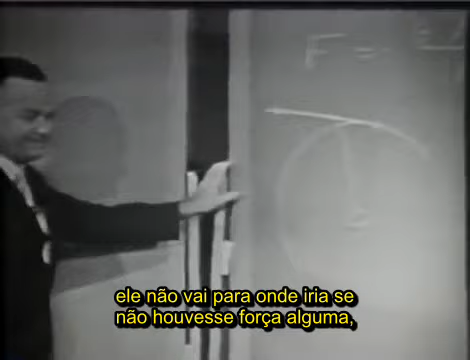 F =
ele não vai para onde iria se
não houvesse força alguma,